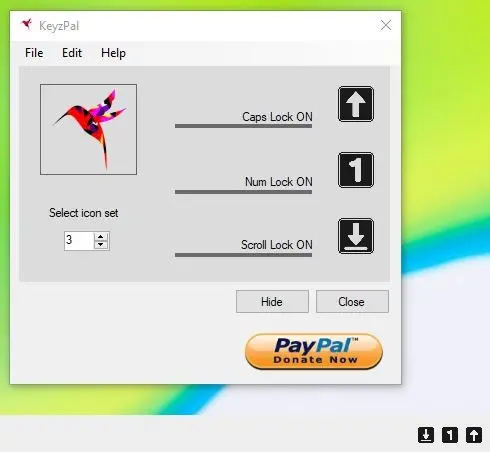 KeyzPal
File Edit Help
Caps Lock ON
1
Num Lock ON
Select icon set
3
Scroll Lock ON
Hide Close
PayPal™
Donate Now
1